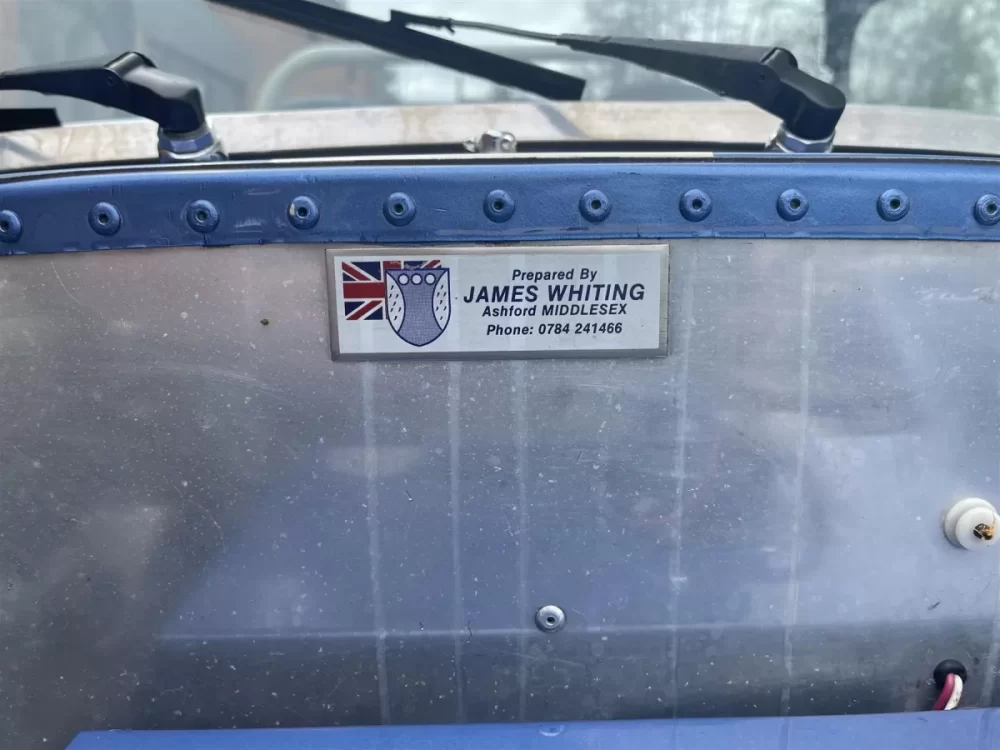 Prepared By
JAMES WHITING
Ashford MIDDLESEX
Phone: 0784 241466